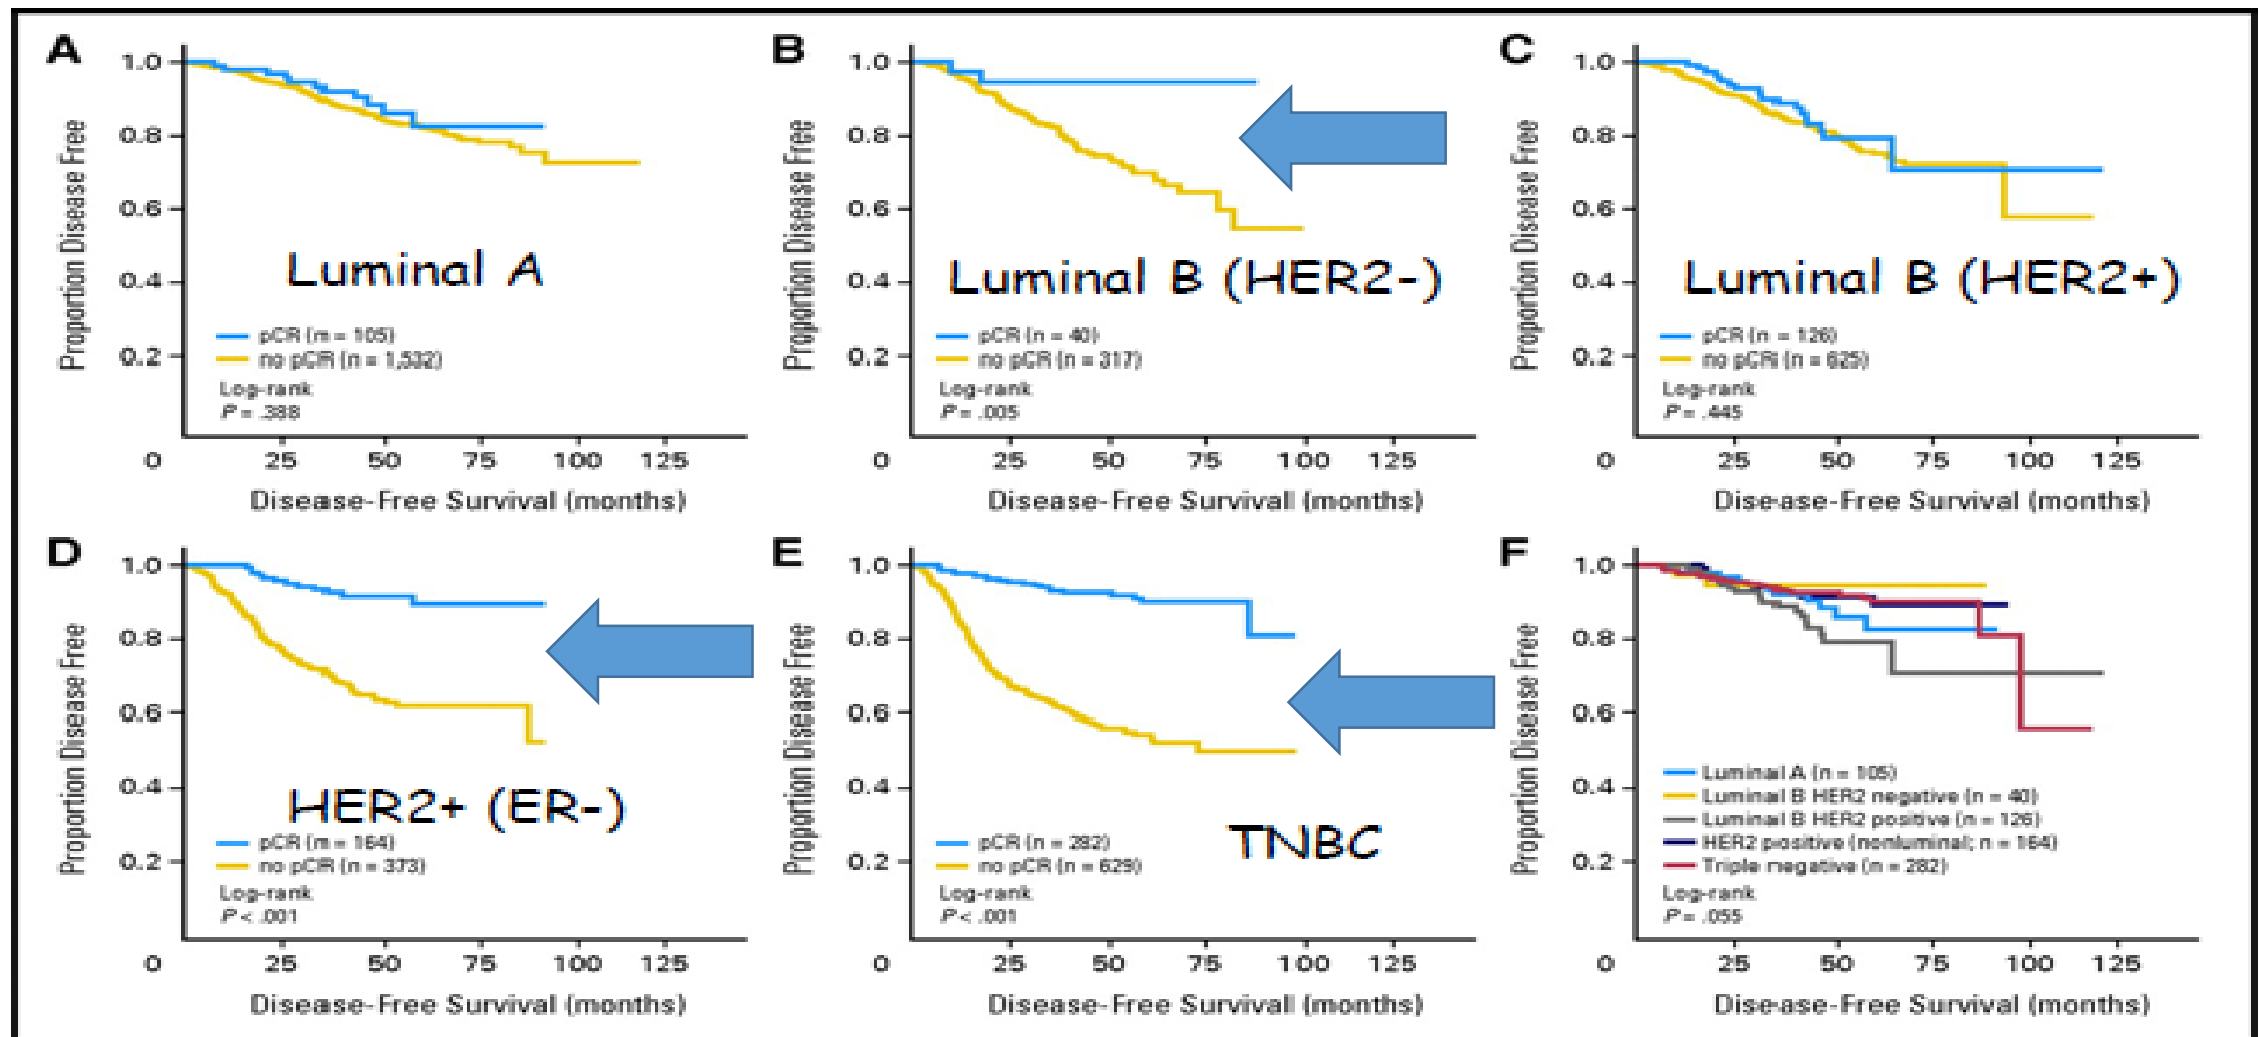 A
1.0
0.8
0.6
0.4
0.2
Proportion Disease Free
Luminal A
pCR (m = 105)
no pCIR (n = 1,532)
Log-rank
P = .388
0 25 50 75 100 125
Disease-Free Survival (months)
B
1.0
0.8
0.6
0.4
0.2
Proportion Disease Free
Luminal B (HER2-)
pCR (n = 40)
no pCR (n = 317)
Log-rank
P = .005
0 25 50 75 100 125
Disease-Free Survival (months)
C
1.0
0.8
0.6
0.4
0.2
Proportion Disease Free
Luminal B (HER2+)
pCR (n = 126)
no pCR (n = 625)
Log-rank
P = .445
0 25 50 75 100 125
Disease-Free Survival (months)
D
1.0
0.8
0.6
0.4
0.2
Proportion Disease Free
HER2+ (ER-)
pCR (m = 164)
no pCIR (n = 373)
Log-rank
P < .001
0 25 50 75 100 125
Disease-Free Survival (months)
E
1.0
0.8
0.6
0.4
0.2
Proportion Disease Free
TNBC
pCR (n = 282)
no pCR (n = 629)
Log-rank
P < .001
0 25 50 75 100 125
Disease-Free Survival (months)
F
1.0
0.8
0.6
0.4
0.2
Proportion Disease Free
Luminal A (n = 105)
Luminal B HER2 negative (n = 40)
Luminal B HER2 positive (n = 126)
HER2 positive (nonluminal; n = 164)
Triple negative (n = 282)
Log-rank
P = .055
0 25 50 75 100 125
Disease-Free Survival (months)